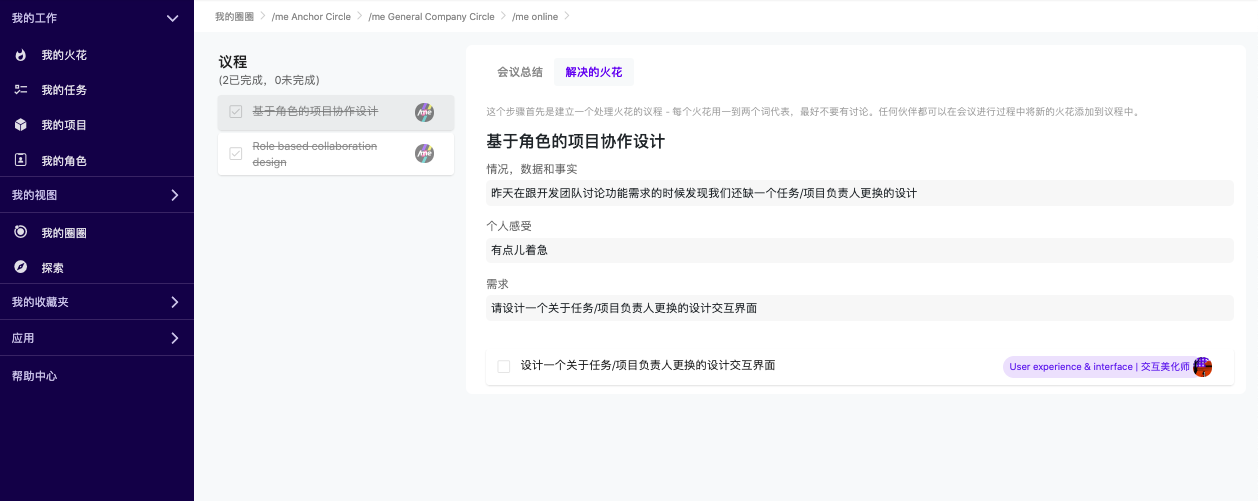 我的工作
我的火花
我的任务
我的项目
我的角色
我的视图
我的圈圈
探索
我的收藏夹
应用
帮助中心
我的圈圈
/me Anchor Circle
/me General Company Circle
/me online
议程
(2已完成，0未完成)
基于角色的项目协作设计
/me
Role based collaboration
design
/me
会议总结
解决的火花
这个步骤首先是建立一个处理火花的议程 - 每个火花用一到两个词代表，最好不要有讨论。任何伙伴都可以在会议进行过程中将新的火花添加到议程中。
基于角色的项目协作设计
情况，数据和事实
昨天在跟开发团队讨论功能需求的时候发现我们还缺一个任务/项目负责人更换的设计
个人感受
有点儿着急
需求
请设计一个关于任务/项目负责人更换的设计交互界面
设计一个关于任务/项目负责人更换的设计交互界面
User experience & interface | 交互美化师